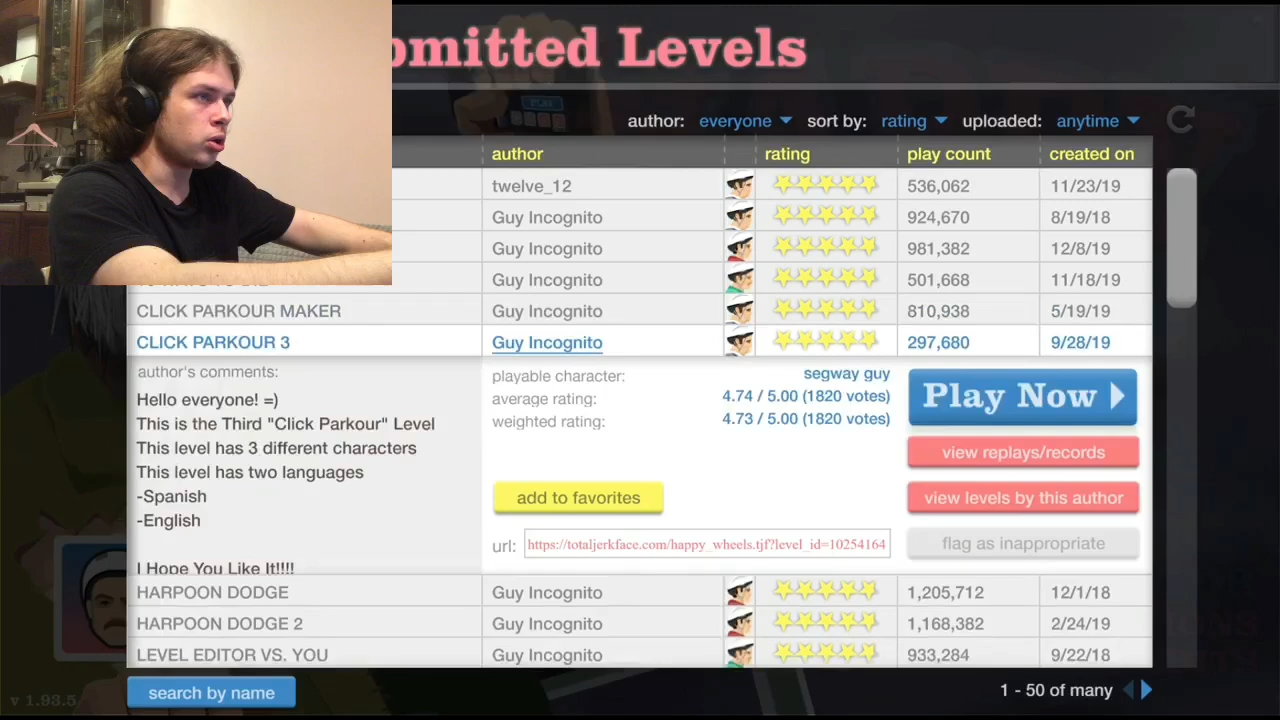 omitted Levels
author: everyone sort by: rating uploaded: anytime
author rating play count created on
twelve_12 536,062 11/23/19
Guy Incognito 924,670 8/19/18
Guy Incognito 981,382 12/8/19
Guy Incognito 501,668 11/18/19
CLICK PARKOUR MAKER Guy Incognito 810,938 5/19/19
CLICK PARKOUR 3 Guy Incognito 297,680 9/28/19
author's comments:
Hello everyone! =)
This is the Third "Click Parkour" Level
This level has 3 different characters
This level has two languages
-Spanish
-English
I Hope You Like It!!!!
playable character: segway guy
average rating: 4.74 / 5.00 (1820 votes)
weighted rating: 4.73 / 5.00 (1820 votes)
add to favorites
url: https://totaljerkface.com/happy_wheels.tjf?level_id=10254164
Play Now
view replays/records
view levels by this author
flag as inappropriate
HARPOON DODGE Guy Incognito 1,205,712 12/1/18
HARPOON DODGE 2 Guy Incognito 1,168,382 2/24/19
LEVEL EDITOR VS. YOU Guy Incognito 933,284 9/22/18
v 1.93.5
search by name
1 - 50 of many